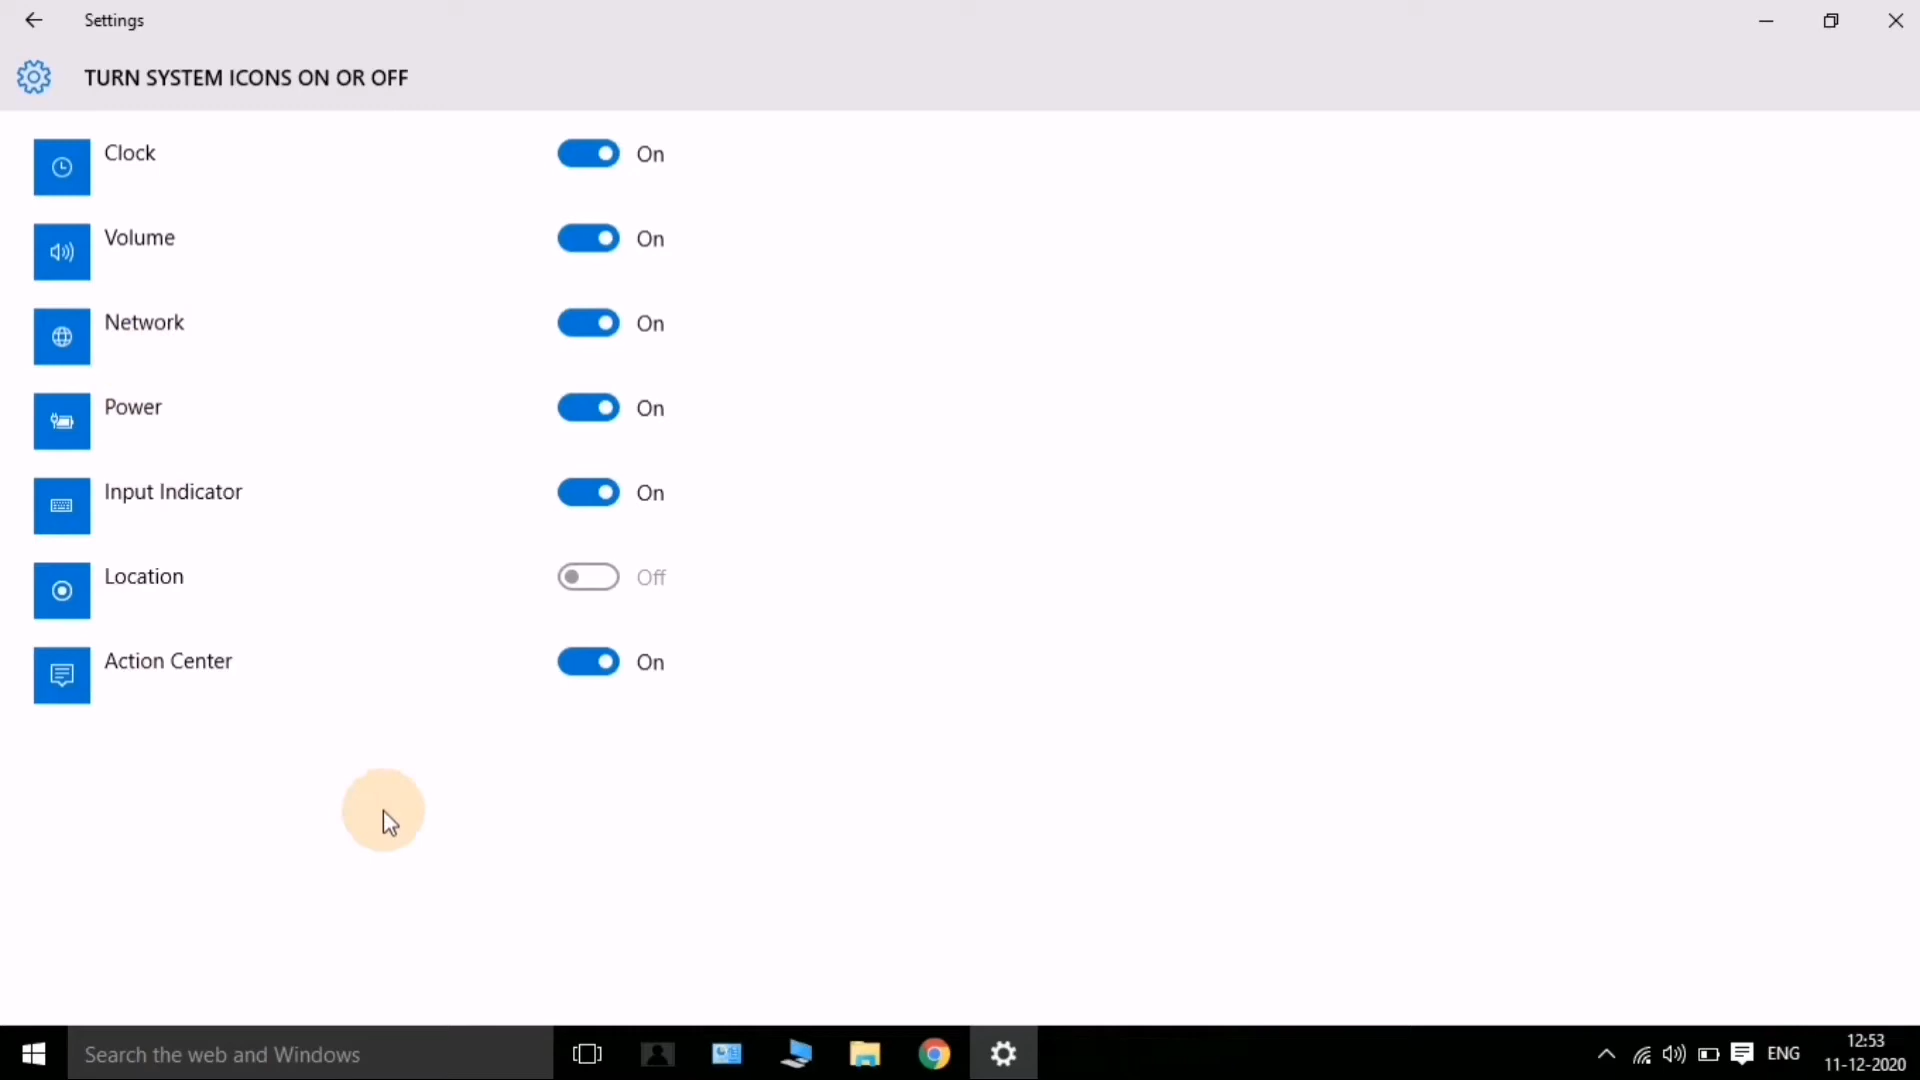 Settings
TURN SYSTEM ICONS ON OR OFF
Clock On
Volume On
Network On
Power On
Input Indicator On
Location Off
Action Center On
Search the web and Windows
ENG
12:53
11-12-2020